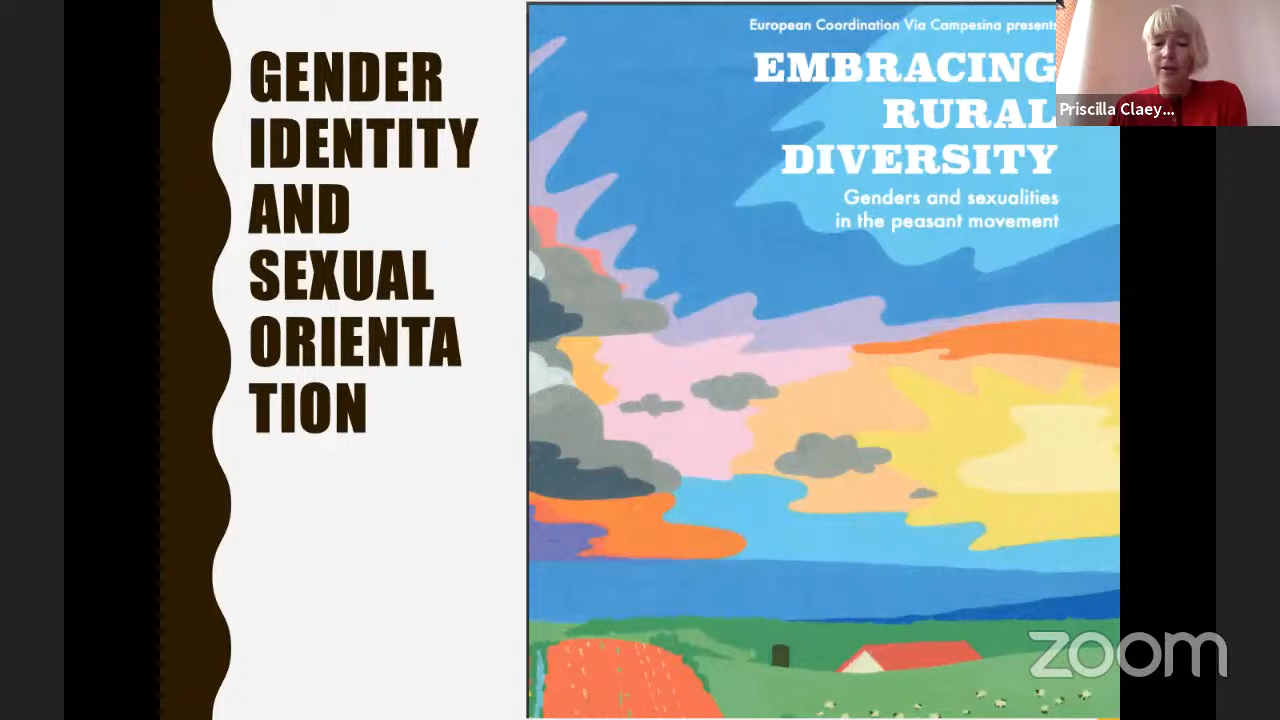 GENDER
IDENTITY
AND
SEXUAL
ORIENTA
TION
European Coordination Via Campesina presents
EMBRACING
RURAL
DIVERSITY
Genders and sexualities
in the peasant movement
Priscilla Claey...
zoom